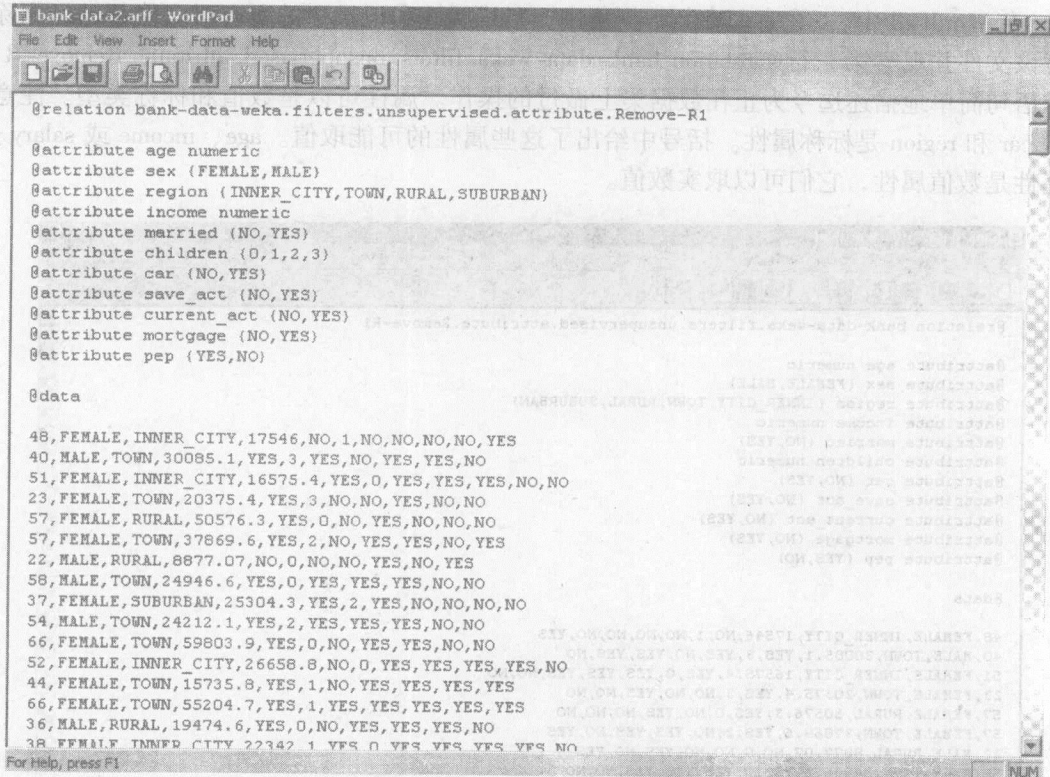 bank-data2.arff - WordPad
File Edit View Insert Format Help
@relation bank-data-weka.filters.unsupervised.attribute.Remove-R1
@attribute age numeric
@attribute sex {FEMALE,MALE}
@attribute region {INNER_CITY,TOWN,RURAL,SUBURBAN}
@attribute income numeric
@attribute married {NO,YES}
@attribute children {0,1,2,3}
@attribute car {NO,YES}
@attribute save_act {NO,YES}
@attribute current_act {NO,YES}
@attribute mortgage {NO,YES}
@attribute pep {YES,NO}
@data
48,FEMALE,INNER_CITY,17546,NO,1,NO,NO,NO,NO,YES
40,MALE,TOWN,30085.1,YES,3,YES,NO,YES,YES,NO
51,FEMALE,INNER_CITY,16575.4,YES,0,YES,YES,YES,NO,NO
23,FEMALE,TOWN,20375.4,YES,3,NO,NO,YES,NO,NO
57,FEMALE,RURAL,50576.3,YES,0,NO,YES,NO,NO,NO
57,FEMALE,TOWN,37869.6,YES,2,NO,YES,YES,NO,YES
22,MALE,RURAL,8877.07,NO,0,NO,NO,YES,NO,YES
58,MALE,TOWN,24946.6,YES,0,YES,YES,YES,NO,NO
37,FEMALE,SUBURBAN,25304.3,YES,2,YES,NO,NO,NO,NO
54,MALE,TOWN,24212.1,YES,2,YES,YES,YES,NO,NO
66,FEMALE,TOWN,59803.9,YES,0,NO,YES,YES,NO,NO
52,FEMALE,INNER_CITY,26658.8,NO,0,YES,YES,YES,YES,NO
44,FEMALE,TOWN,15735.8,YES,1,NO,YES,YES,YES,YES
66,FEMALE,TOWN,55204.7,YES,1,YES,YES,YES,YES,YES
36,MALE,RURAL,19474.6,YES,0,NO,YES,YES,YES,NO
38,FEMALE,INNER_CITY,22342.1,YES,0,YES,YES,YES,YES,NO
For Help, press F1
NUM